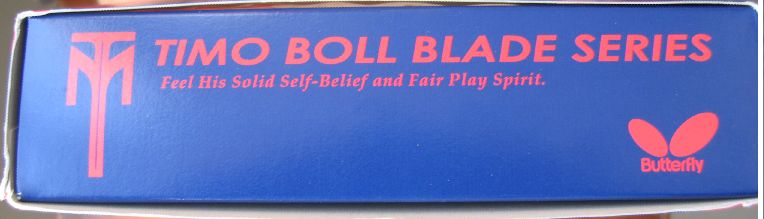 TIMO BOLL BLADE SERIES
Feel His Solid Self-Belief and Fair Play Spirit.
Butterfly